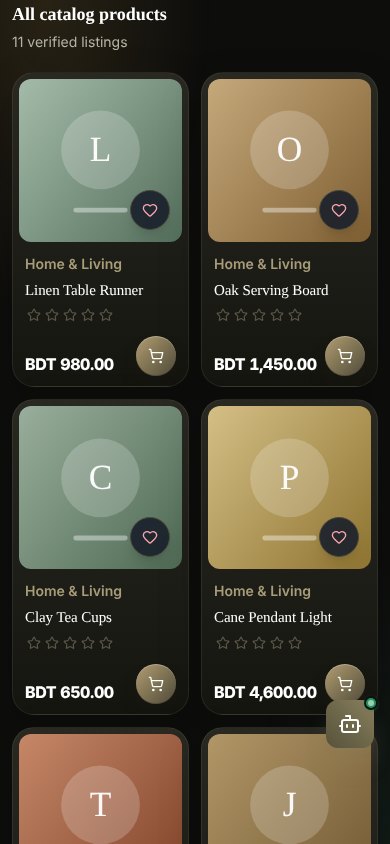 All catalog products
11 verified listings
L
O
Home & Living
Home & Living
Linen Table Runner
Oak Serving Board
BDT 980.00
BDT 1,450.00
C
P
Home & Living
Home & Living
Clay Tea Cups
Cane Pendant Light
BDT 650.00
BDT 4,600.00
T
J